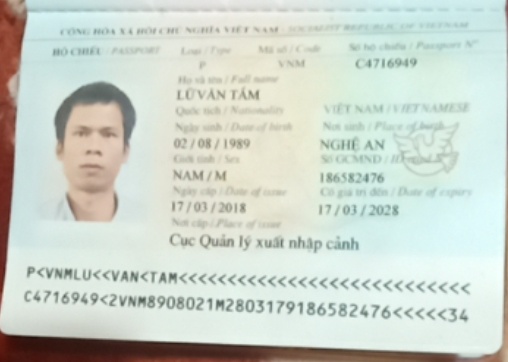 CỘNG HÒA XÃ HỘI CHỦ NGHĨA VIỆT NAM - SOCIALIST REPUBLIC OF VIETNAM
HỘ CHIẾU / PASSPORT Loại / Type Mã số / Code Số hộ chiếu / Passport Nº
P VNM C4716949
Họ và tên / Full name
LỮ VĂN TÂM
Quốc tịch / Nationality VIỆT NAM / VIETNAMESE
Ngày sinh / Date of birth Nơi sinh / Place of birth
02 / 08 / 1989 NGHỆ AN
Giới tính / Sex Số GCMND /
NAM / M 186582476
Ngày cấp / Date of issue Có giá trị đến / Date of expiry
17 / 03 / 2018 17 / 03 / 2028
Nơi cấp / Place of issue
Cục Quản lý xuất nhập cảnh
P<VNMLU<<VAN<TAM<<<<<<<<<<<<<<<<<<<<<<<<<<<<
C4716949<2VNM8908021M2803179186582476<<<<<34